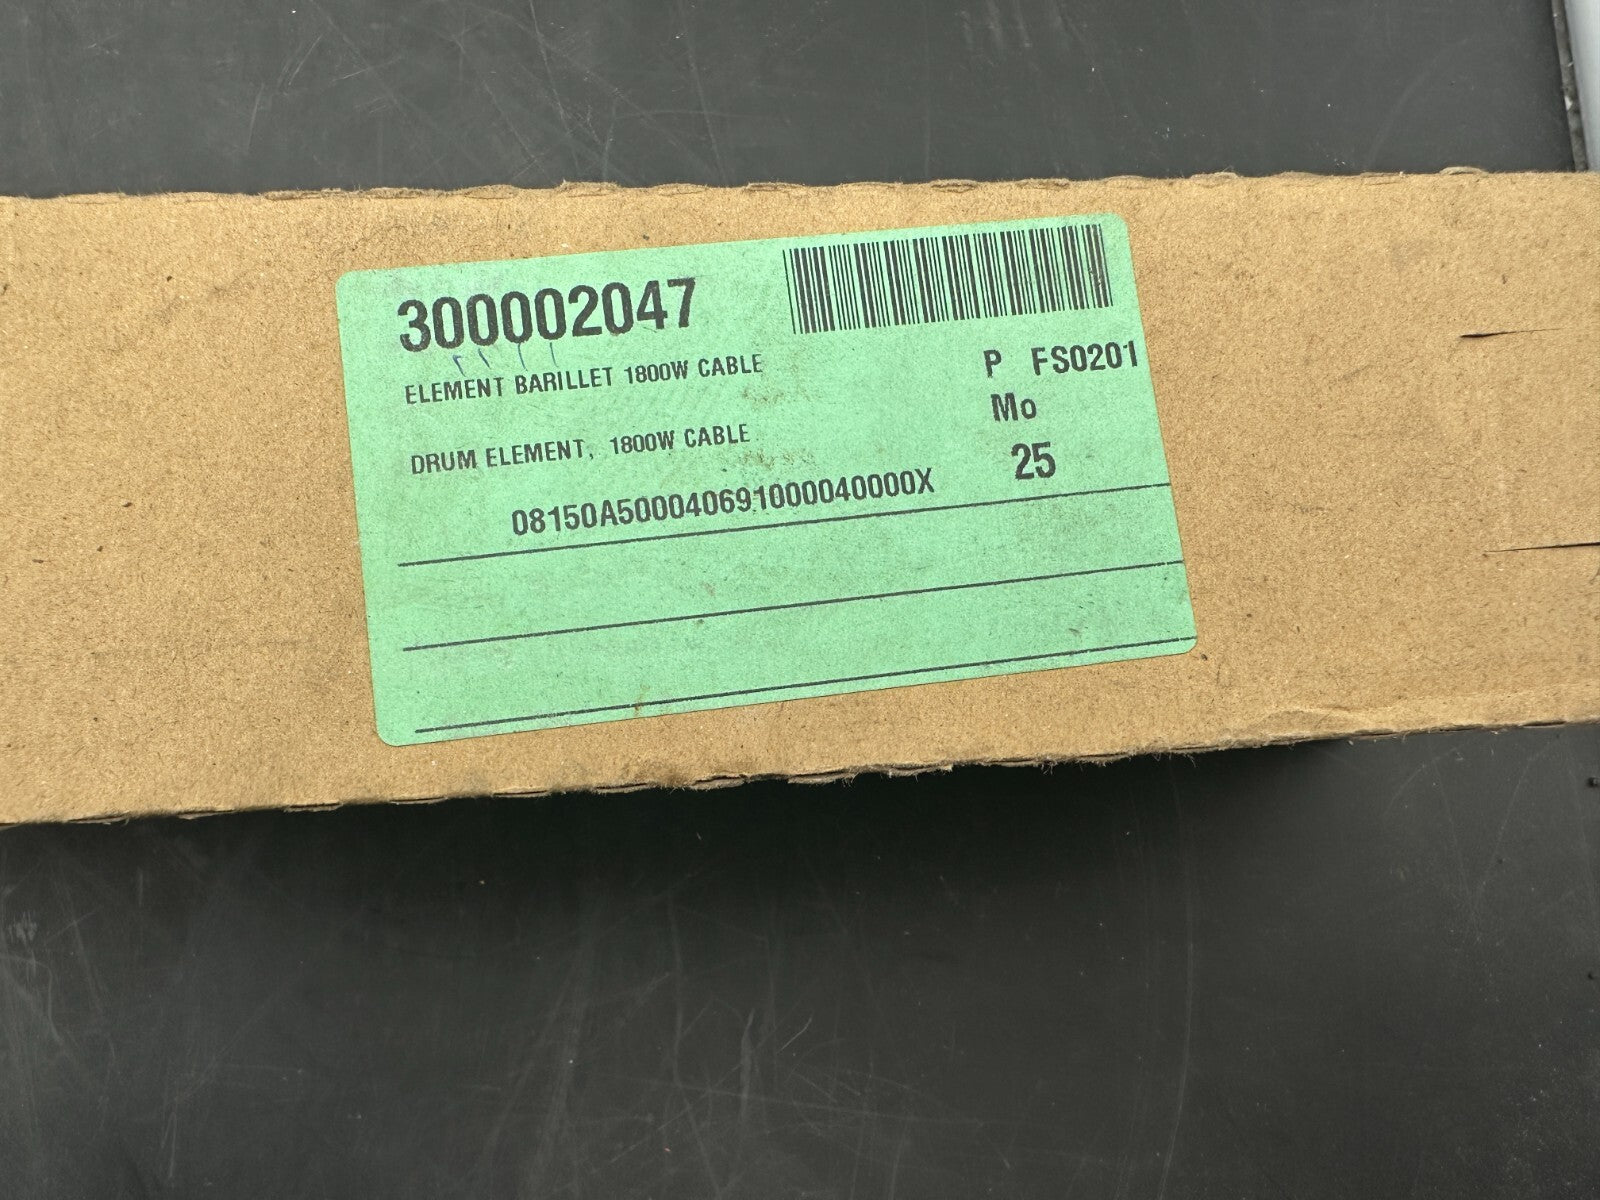 300002047
ELEMENT BARILLET 1800W CABLE
P FS0201
Mo
DRUM ELEMENT, 1800W CABLE
25
08150A500040691000040000X